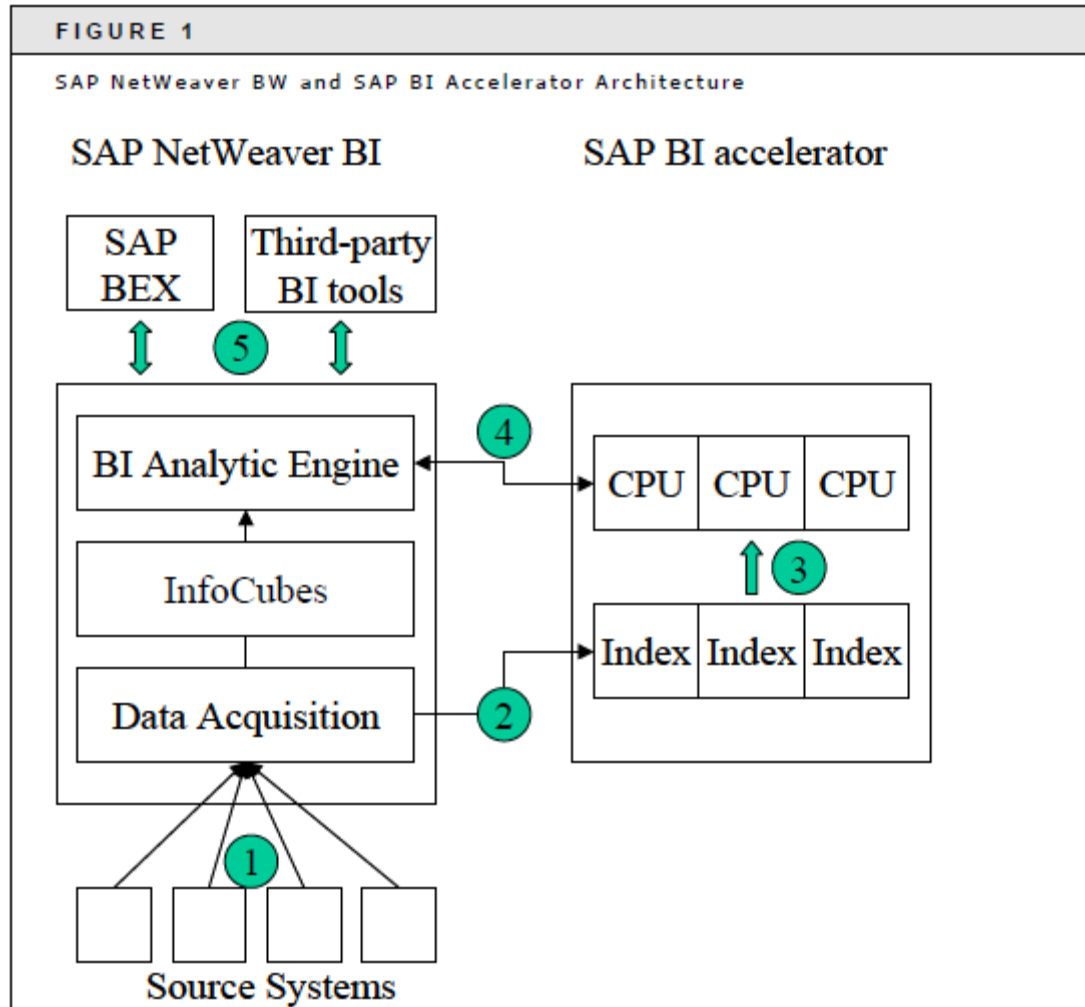 FIGURE 1
SAP NetWeaver BW and SAP BI Accelerator Architecture
SAP NetWeaver BI
SAP BI accelerator
SAP
BEX
Third-party
BI tools
5
BI Analytic Engine
4
CPU CPU CPU
InfoCubes
3
Index Index Index
Data Acquisition
2
1
Source Systems